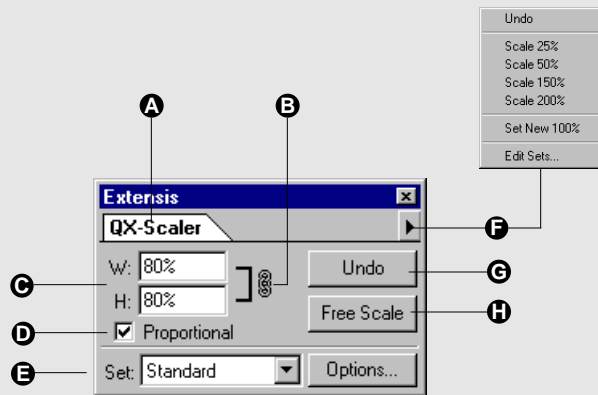 Undo
Scale 25%
Scale 50%
Scale 150%
Scale 200%
Set New 100%
Edit Sets...
A
B
Extensis
QX-Scaler
F
W: 80%
Undo
G
C
H: 80%
Free Scale
H
D
Proportional
E
Set: Standard
Options...